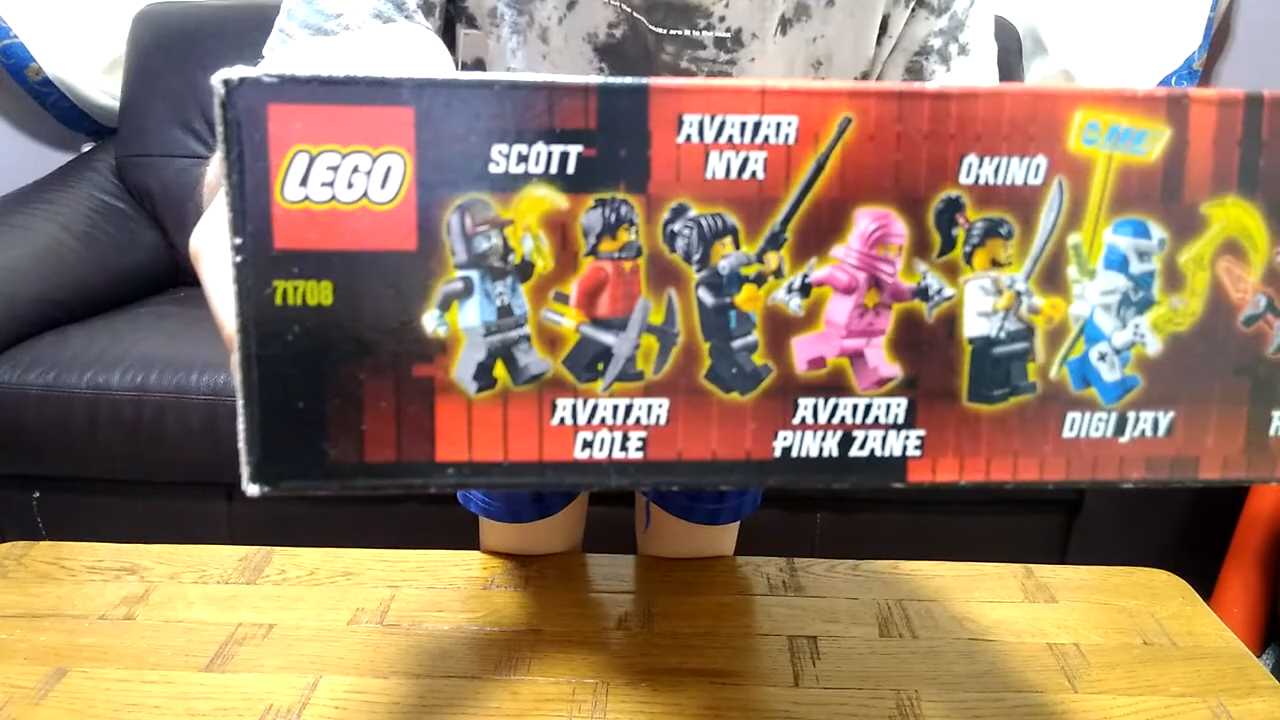 LEGO
71708
SCOTT
AVATAR
COLE
AVATAR
NYA
AVATAR
PINK ZANE
OKINO
DIGI JAY